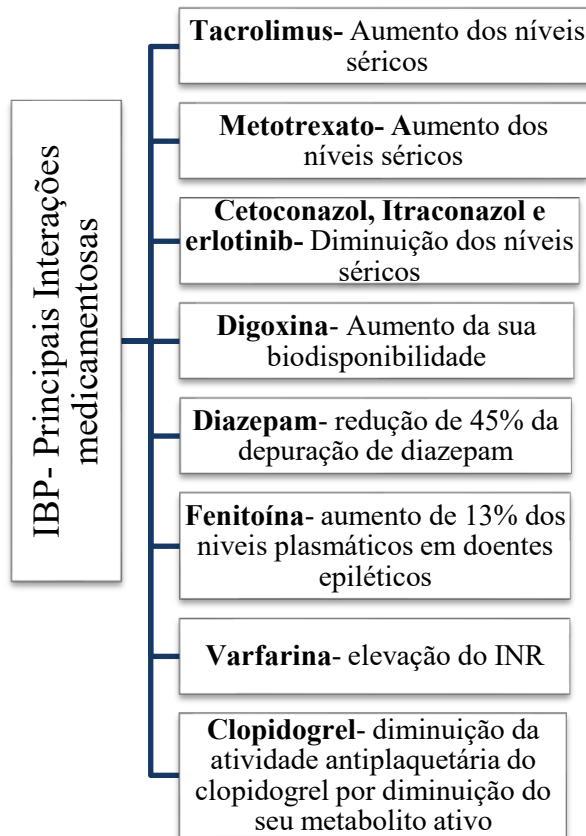 IBP- Principais Interações
medicamentosas
Tacrolimus- Aumento dos níveis
séricos
Metotrexato- Aumento dos
níveis séricos
Cetoconazol, Itraconazol e
erlotinib- Diminuição dos níveis
séricos
Digoxina- Aumento da sua
biodisponibilidade
Diazepam- redução de 45% da
depuração de diazepam
Fenitoína- aumento de 13% dos
niveis plasmáticos em doentes
epiléticos
Varfarina- elevação do INR
Clopidogrel- diminuição da
atividade antiplaquetária do
clopidogrel por diminuição do
seu metabolito ativo